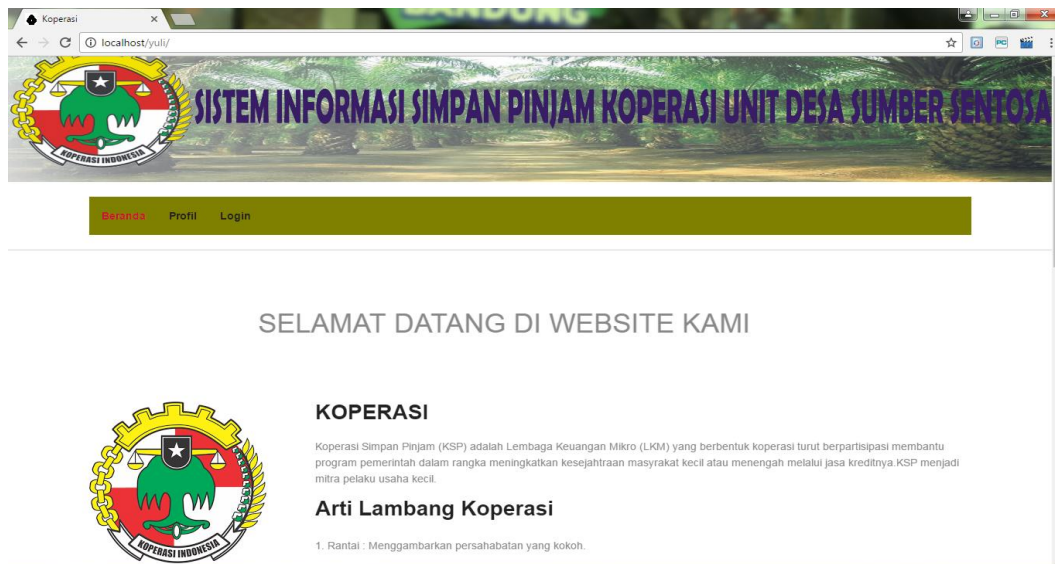 BANDUNG
Koperasi
localhost/yuli/
PC
SISTEM INFORMASI SIMPAN PINJAM KOPERASI UNIT DESA SUMBER SENTOSA
KOPERASI INDONESIA
Beranda Profil Login
SELAMAT DATANG DI WEBSITE KAMI
KOPERASI
Koperasi Simpan Pinjam (KSP) adalah Lembaga Keuangan Mikro (LKM) yang berbentuk koperasi turut berpartisipasi membantu
program pemerintah dalam rangka meningkatkan kesejahtraan masyrakat kecil atau menengah melalui jasa kreditnya.KSP menjadi
mitra pelaku usaha kecil.
Arti Lambang Koperasi
1. Rantai : Menggambarkan persahabatan yang kokoh.
KOPERASI INDONESIA